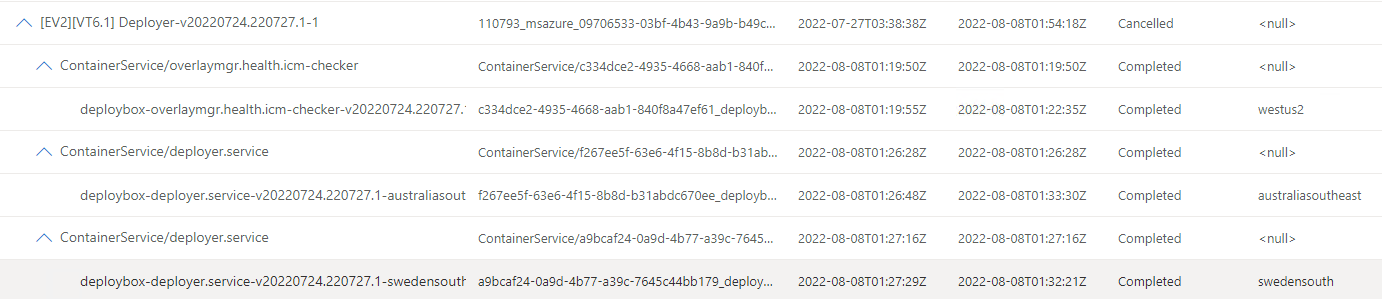 [EV2][VT6.1] Deployer-v20220724.220727.1-1 110793_msazure_09706533-03bf-4b43-9a9b-b49c... 2022-07-27T03:38:38Z 2022-08-08T01:54:18Z Cancelled <null>
ContainerService/overlaymgr.health.icm-checker ContainerService/c334dce2-4935-4668-aab1-840f... 2022-08-08T01:19:50Z 2022-08-08T01:19:50Z Completed <null>
deploybox-overlaymgr.health.icm-checker-v20220724.220727.1 c334dce2-4935-4668-aab1-840f8a47ef61_deployb... 2022-08-08T01:19:55Z 2022-08-08T01:22:35Z Completed westus2
ContainerService/deployer.service ContainerService/f267ee5f-63e6-4f15-8b8d-b31ab... 2022-08-08T01:26:28Z 2022-08-08T01:26:28Z Completed <null>
deploybox-deployer.service-v20220724.220727.1-australiasout f267ee5f-63e6-4f15-8b8d-b31abdc670ee_deployb... 2022-08-08T01:26:48Z 2022-08-08T01:33:30Z Completed australiasoutheast
ContainerService/deployer.service ContainerService/a9bcaf24-0a9d-4b77-a39c-7645... 2022-08-08T01:27:16Z 2022-08-08T01:27:16Z Completed <null>
deploybox-deployer.service-v20220724.220727.1-swedensouth a9bcaf24-0a9d-4b77-a39c-7645c44bb179_deploy... 2022-08-08T01:27:29Z 2022-08-08T01:32:21Z Completed swedensouth